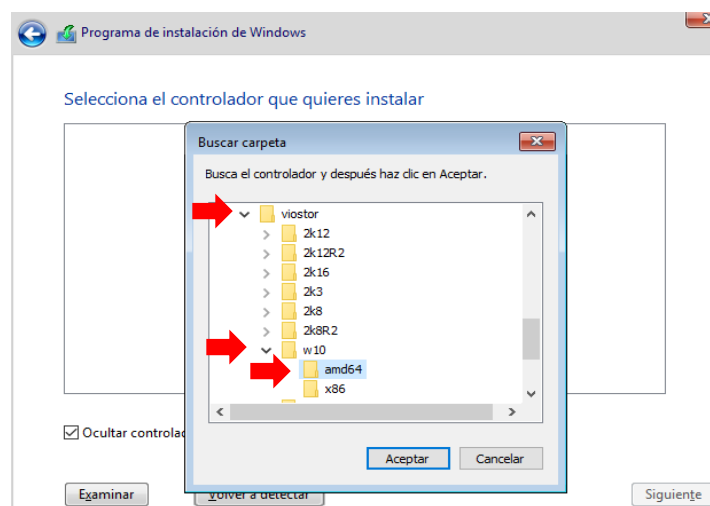 Programa de instalación de Windows
Selecciona el controlador que quieres instalar
Buscar carpeta
Busca el controlador y después haz clic en Aceptar.
viostor
2k12
2k12R2
2k16
2k3
2k8
2k8R2
w10
amd64
x86
Ocultar
Aceptar
Cancelar
Examinar
Volver a detectar
Siguiente